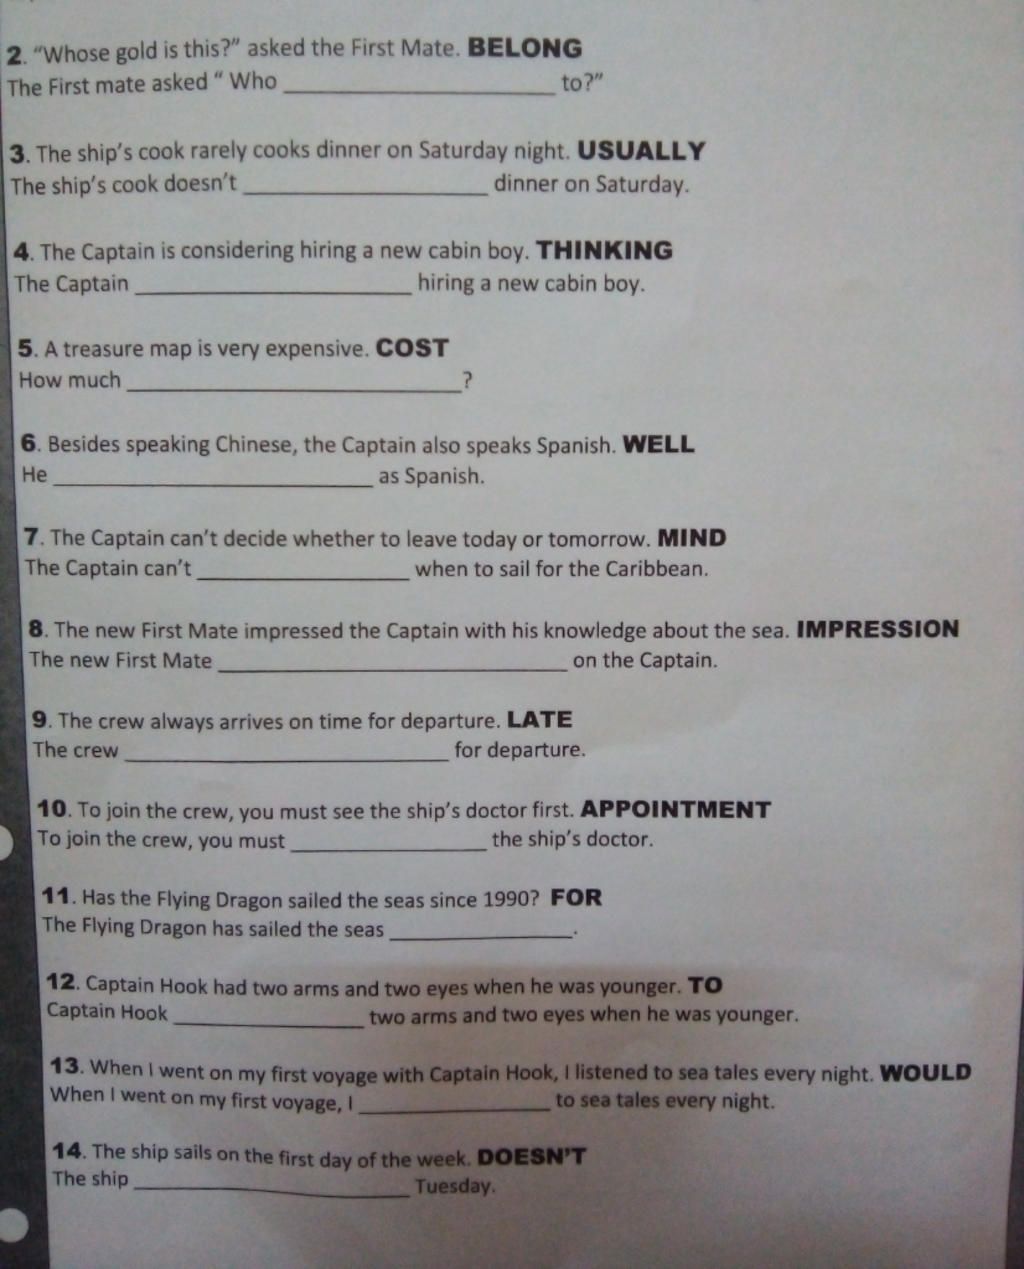 2. “Whose gold is this?” asked the First Mate. BELONG
The First mate asked “ Who ____________________ to?”
3. The ship’s cook rarely cooks dinner on Saturday night. USUALLY
The ship’s cook doesn’t ____________________ dinner on Saturday.
4. The Captain is considering hiring a new cabin boy. THINKING
The Captain ____________________ hiring a new cabin boy.
5. A treasure map is very expensive. COST
How much ____________________?
6. Besides speaking Chinese, the Captain also speaks Spanish. WELL
He ____________________ as Spanish.
7. The Captain can’t decide whether to leave today or tomorrow. MIND
The Captain can’t ____________________ when to sail for the Caribbean.
8. The new First Mate impressed the Captain with his knowledge about the sea. IMPRESSION
The new First Mate ____________________ on the Captain.
9. The crew always arrives on time for departure. LATE
The crew ____________________ for departure.
10. To join the crew, you must see the ship’s doctor first. APPOINTMENT
To join the crew, you must ____________________ the ship’s doctor.
11. Has the Flying Dragon sailed the seas since 1990? FOR
The Flying Dragon has sailed the seas ____________________.
12. Captain Hook had two arms and two eyes when he was younger. TO
Captain Hook ____________________ two arms and two eyes when he was younger.
13. When I went on my first voyage with Captain Hook, I listened to sea tales every night. WOULD
When I went on my first voyage, I ____________________ to sea tales every night.
14. The ship sails on the first day of the week. DOESN’T
The ship ____________________ Tuesday.